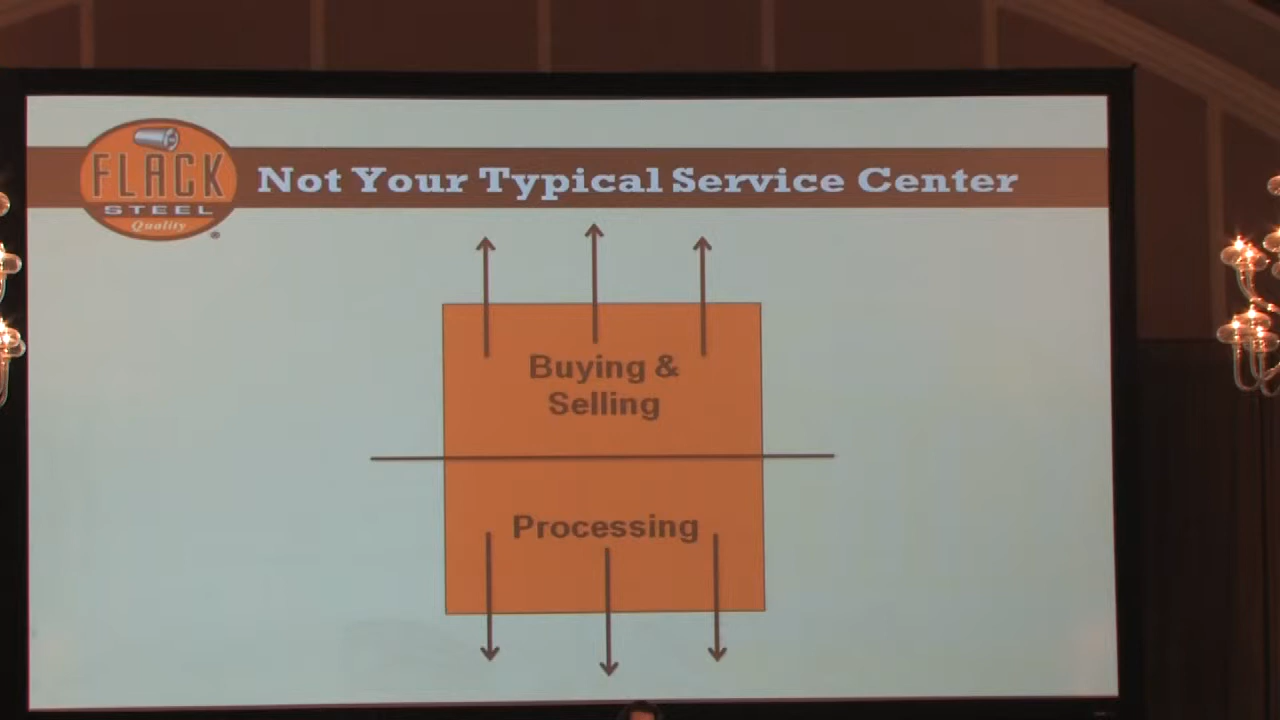 FLACK
STEEL
Quality
®
Not Your Typical Service Center
Buying &
Selling
Processing